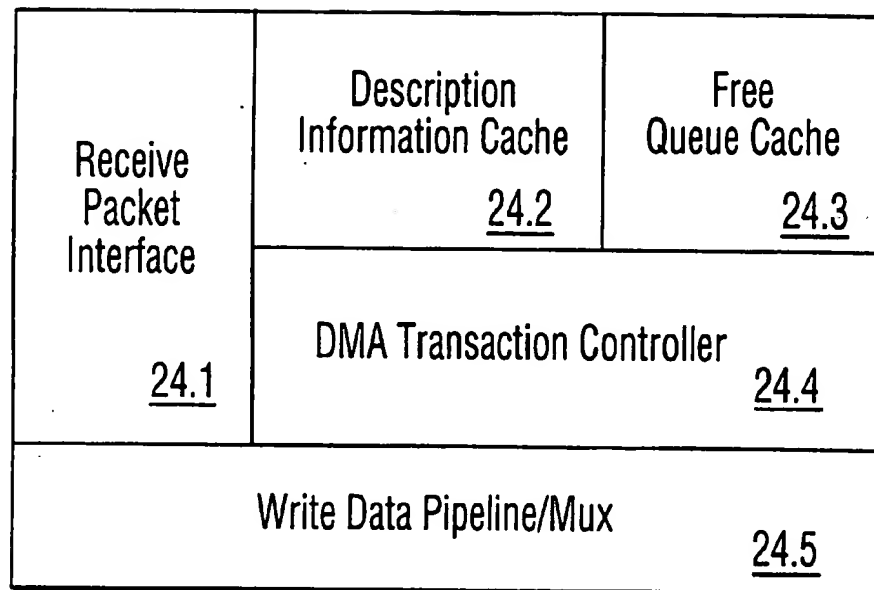 Receive
Packet
Interface
24.1
Description
Information Cache
24.2
Free
Queue Cache
24.3
DMA Transaction Controller
24.4
Write Data Pipeline/Mux
24.5